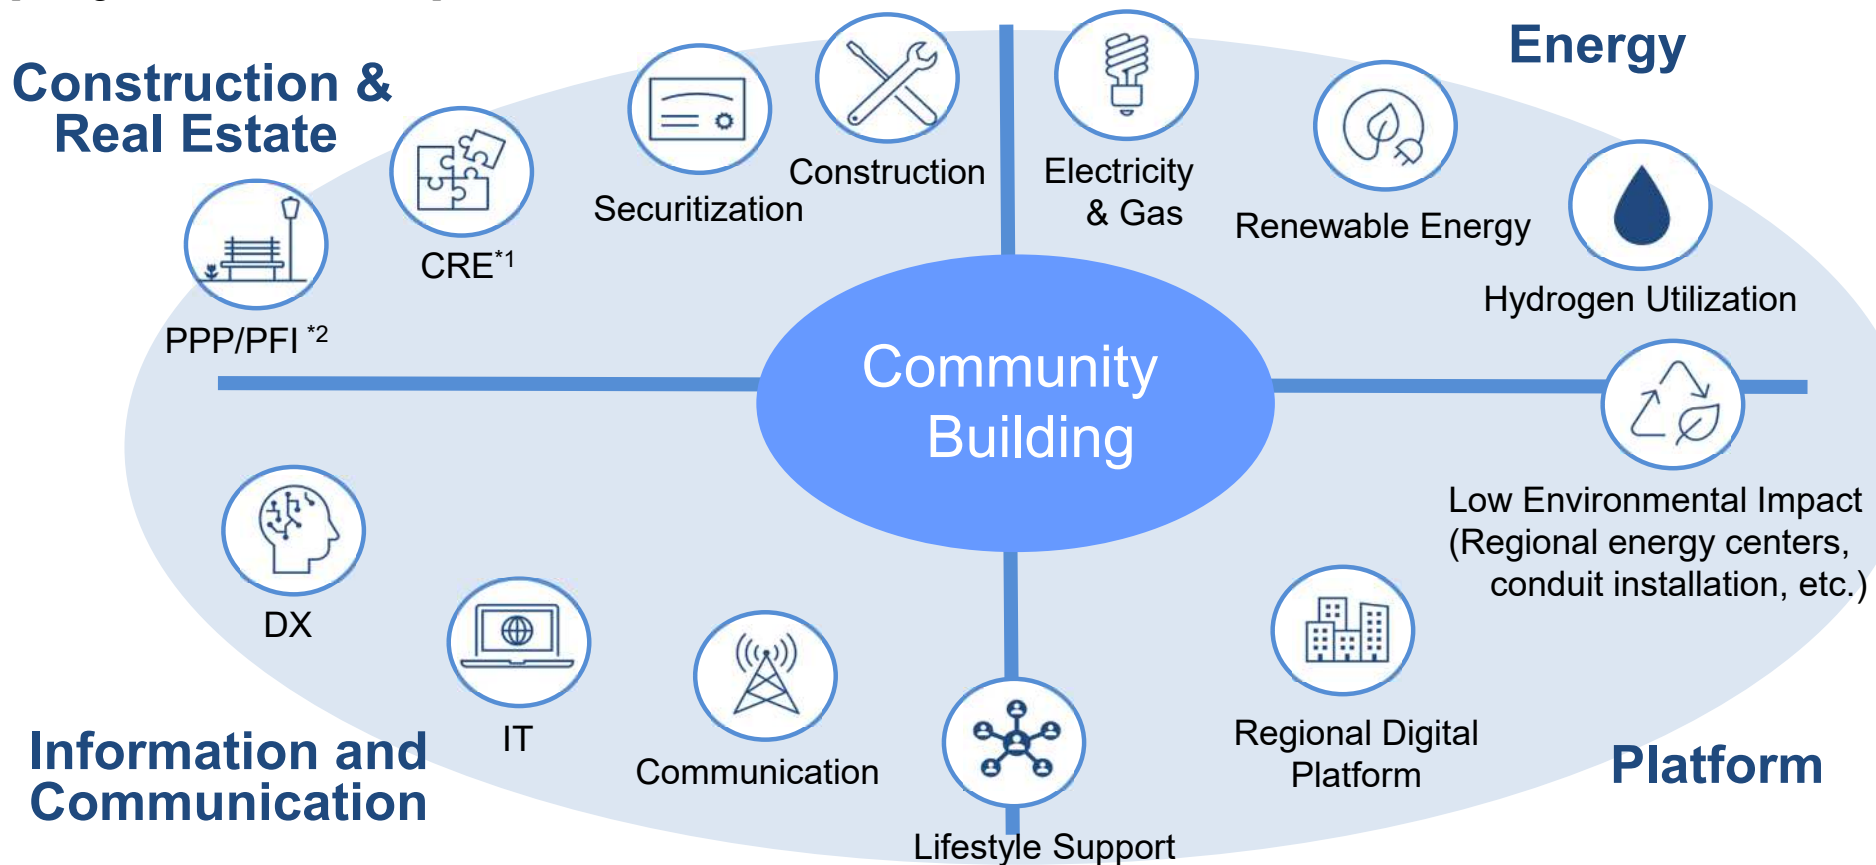 Construction &
Real Estate
Energy
Construction
Securitization
CRE*1
PPP/PFI *2
Electricity
& Gas
Renewable Energy
Hydrogen Utilization
Community
Building
Low Environmental Impact
(Regional energy centers,
conduit installation, etc.)
DX
IT
Communication
Lifestyle Support
Regional Digital
Platform
Information and
Communication
Platform